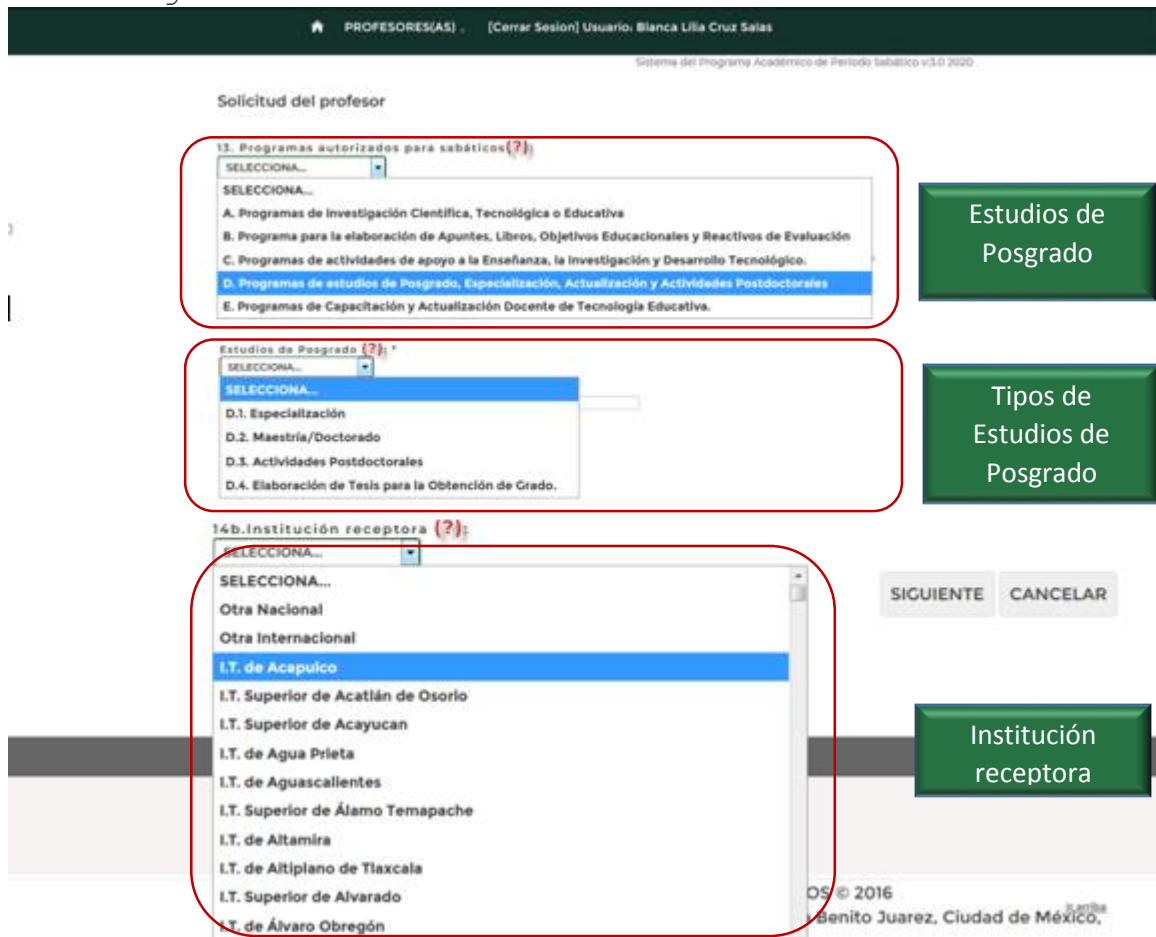 PROFESORES(AS) . [Cerrar Sesion] Usuario: Blanca Lilia Cruz Salas
Sistema del Programa Académico de Periodo Sabático v.3.0 2020
Solicitud del profesor
13. Programas autorizados para sabáticos(?):
SELECCIONA...
SELECCIONA...
A. Programas de Investigación Científica, Tecnológica o Educativa
B. Programa para la elaboración de Apuntes, Libros, Objetivos Educacionales y Reactivos de Evaluación
C. Programas de actividades de apoyo a la Enseñanza, la Investigación y Desarrollo Tecnológico.
D. Programas de estudios de Posgrado, Especialización, Actualización y Actividades Postdoctorales
E. Programas de Capacitación y Actualización Docente de Tecnología Educativa.
Estudios de
Posgrado
Estudios de Posgrado (?): *
SELECCIONA...
SELECCIONA...
D.1. Especialización
D.2. Maestría/Doctorado
D.3. Actividades Postdoctorales
D.4. Elaboración de Tesis para la Obtención de Grado.
Tipos de
Estudios de
Posgrado
14b.Institución receptora (?):
SELECCIONA...
SELECCIONA...
Otra Nacional
Otra Internacional
I.T. de Acapulco
I.T. Superior de Acatlán de Osorio
I.T. Superior de Acayucan
I.T. de Agua Prieta
I.T. de Aguascalientes
I.T. Superior de Álamo Temapache
I.T. de Altamira
I.T. de Altiplano de Tlaxcala
I.T. Superior de Alvarado
I.T. de Álvaro Obregón
SIGUIENTE CANCELAR
Institución
receptora
OS © 2016
Benito Juarez, Ciudad de México,